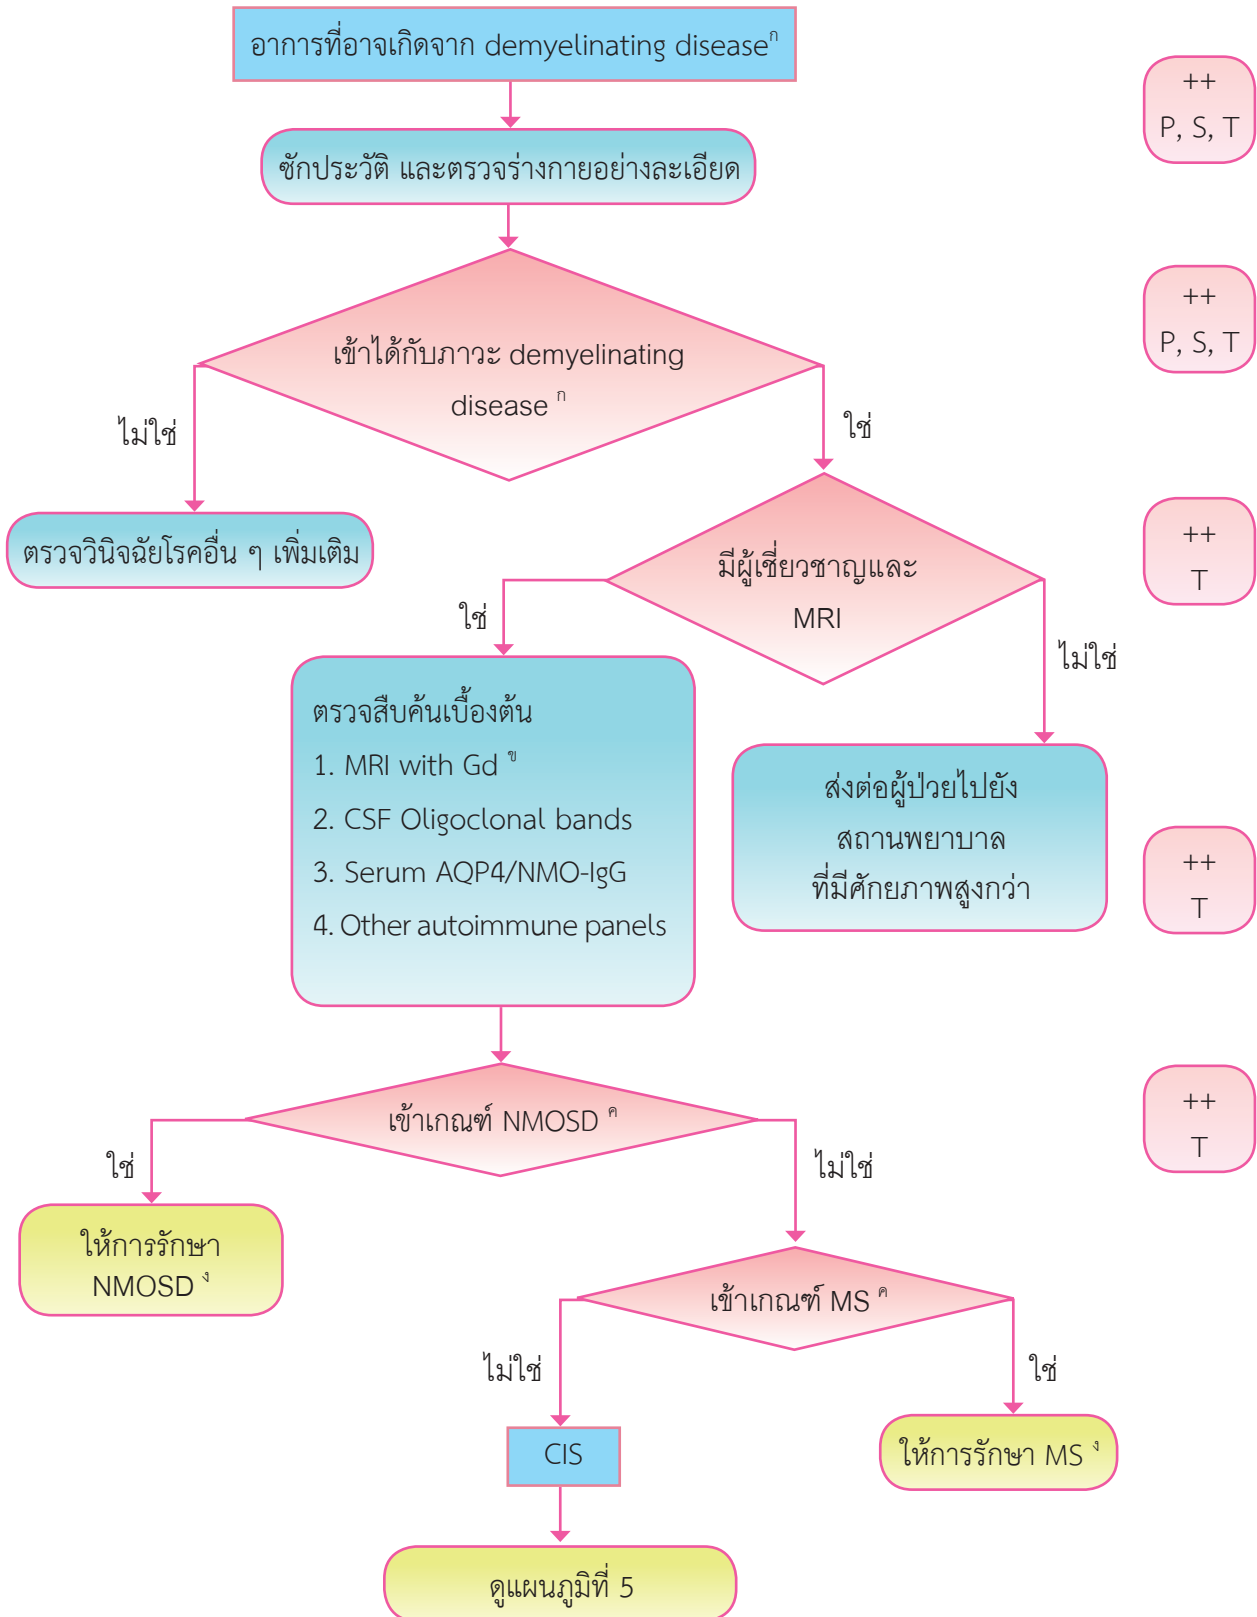 อาการที่อาจเกิดจาก demyelinating disease ก
++
P, S, T
ซักประวัติ และตรวจร่างกายอย่างละเอียด
++
P, S, T
เข้าได้กับภาวะ demyelinating
disease ก
ไม่ใช่
ใช่
ตรวจวินิจฉัยโรคอื่น ๆ เพิ่มเติม
++
T
มีผู้เชี่ยวชาญและ
MRI
ใช่
ไม่ใช่
ตรวจสืบค้นเบื้องต้น
1. MRI with Gd ข
2. CSF Oligoclonal bands
3. Serum AQP4/NMO-IgG
4. Other autoimmune panels
ส่งต่อผู้ป่วยไปยัง
สถานพยาบาล
ที่มีศักยภาพสูงกว่า
++
T
เข้าเกณฑ์ NMOSD ค
++
T
ใช่
ไม่ใช่
ให้การรักษา
NMOSD ง
เข้าเกณฑ์ MS ค
ไม่ใช่
ใช่
CIS
ให้การรักษา MS ง
ดูแผนภูมิที่ 5